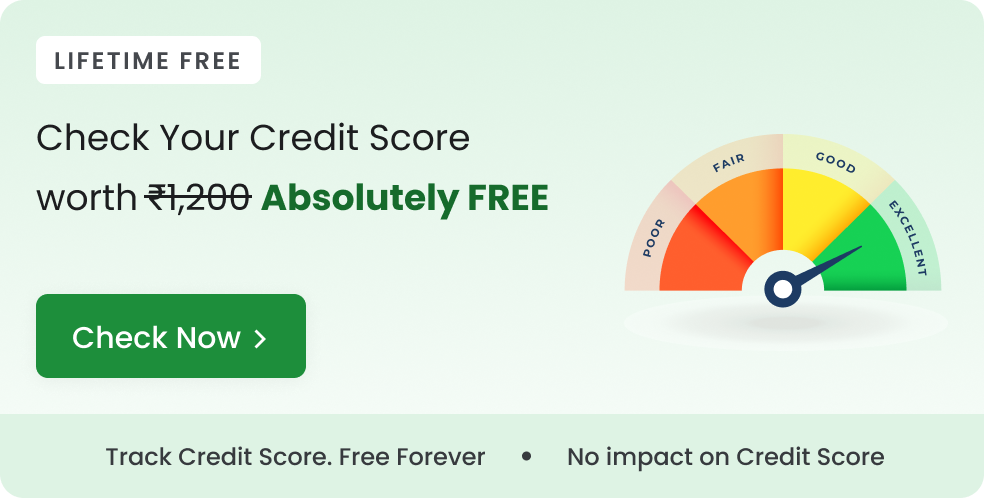 LIFETIME FREE
Check Your Credit Score
worth ₹1,200 Absolutely FREE
POOR
FAIR
GOOD
EXCELLENT
Check Now >
Track Credit Score. Free Forever • No impact on Credit Score